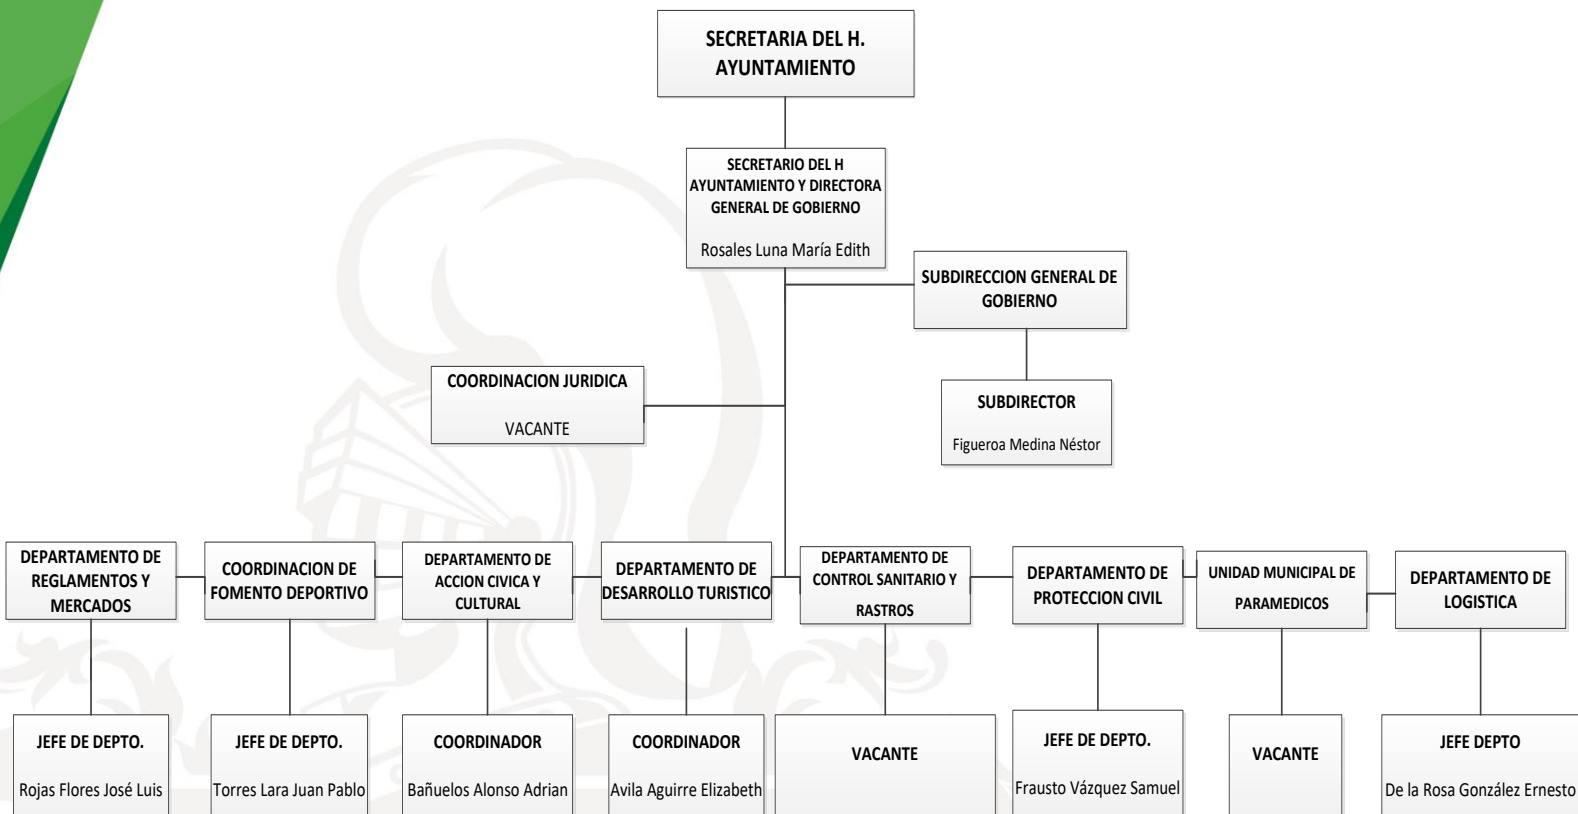 SECRETARIA DEL H.
AYUNTAMIENTO
SECRETARIO DEL H
AYUNTAMIENTO Y DIRECTORA
GENERAL DE GOBIERNO
Rosales Luna María Edith
SUBDIRECCION GENERAL DE
GOBIERNO
COORDINACION JURIDICA
VACANTE
SUBDIRECTOR
Figueroa Medina Néstor
DEPARTAMENTO DE
REGLAMENTOS Y
MERCADOS
COORDINACION DE
FOMENTO DEPORTIVO
DEPARTAMENTO DE
ACCION CIVICA Y
CULTURAL
DEPARTAMENTO DE
DESARROLLO TURISTICO
DEPARTAMENTO DE
CONTROL SANITARIO Y
RASTROS
DEPARTAMENTO DE
PROTECCION CIVIL
UNIDAD MUNICIPAL DE
PARAMEDICOS
DEPARTAMENTO DE
LOGISTICA
JEFE DE DEPTO.
Rojas Flores José Luis
JEFE DE DEPTO.
Torres Lara Juan Pablo
COORDINADOR
Bañuelos Alonso Adrian
COORDINADOR
Avila Aguirre Elizabeth
VACANTE
JEFE DE DEPTO.
Frausto Vázquez Samuel
VACANTE
JEFE DEPTO
De la Rosa González Ernesto